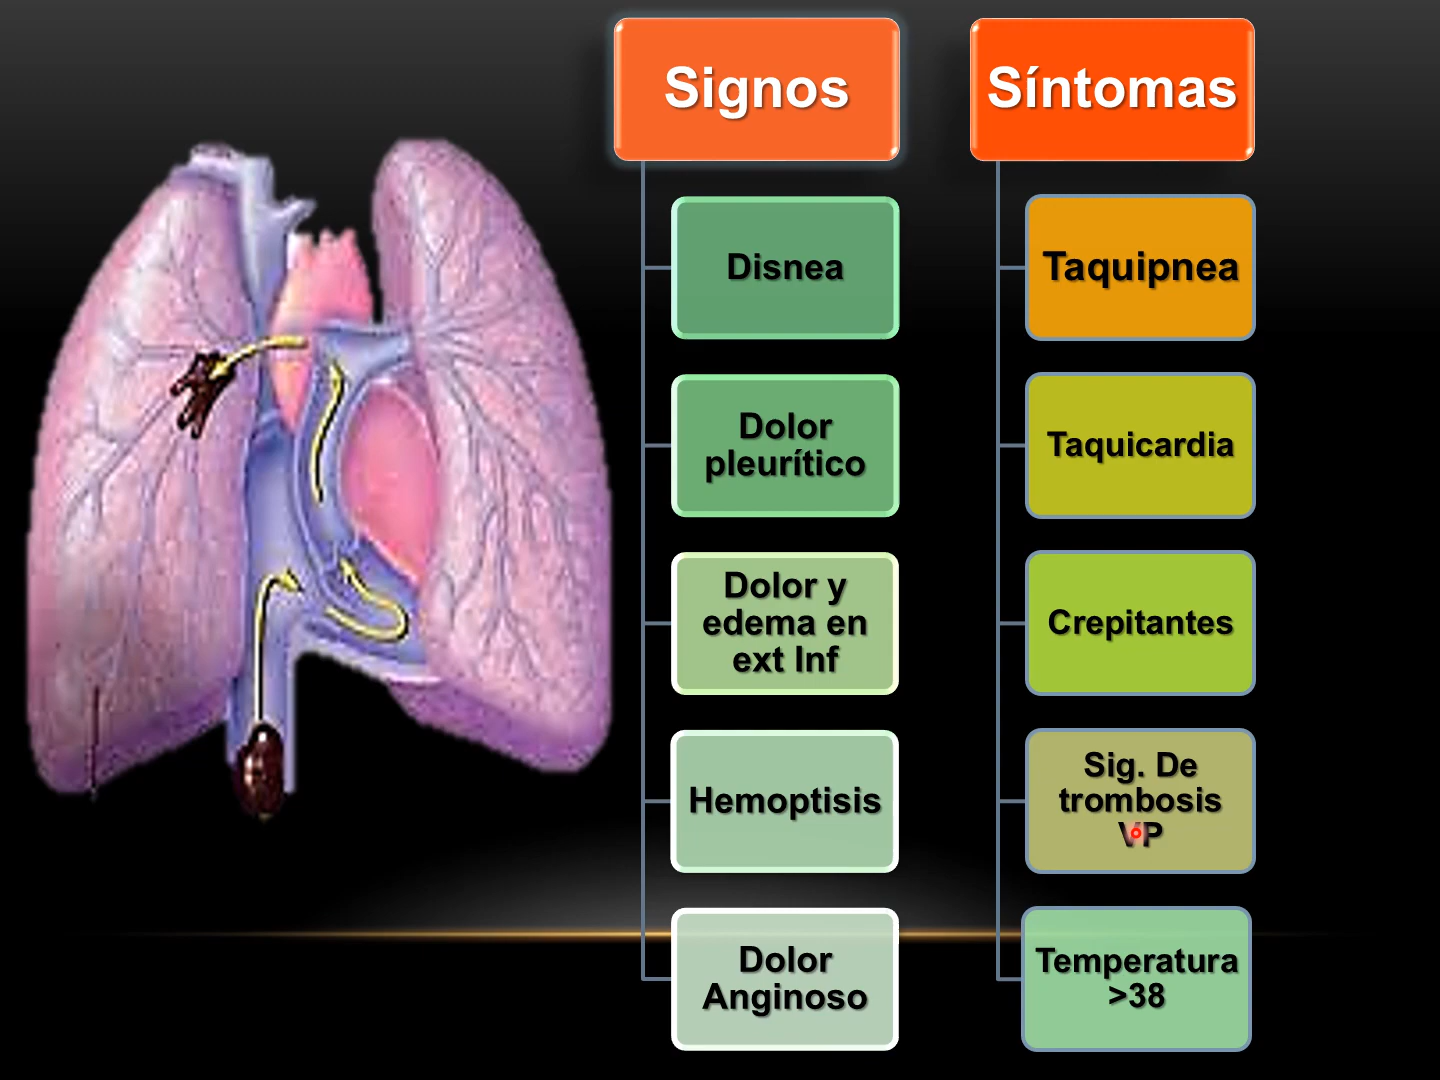 Signos
Disnea
Dolor
pleurítico
Dolor y
edema en
ext Inf
Hemoptisis
Dolor
Anginoso
Síntomas
Taquipnea
Taquicardia
Crepitantes
Sig. De
trombosis
VP
Temperatura
>38